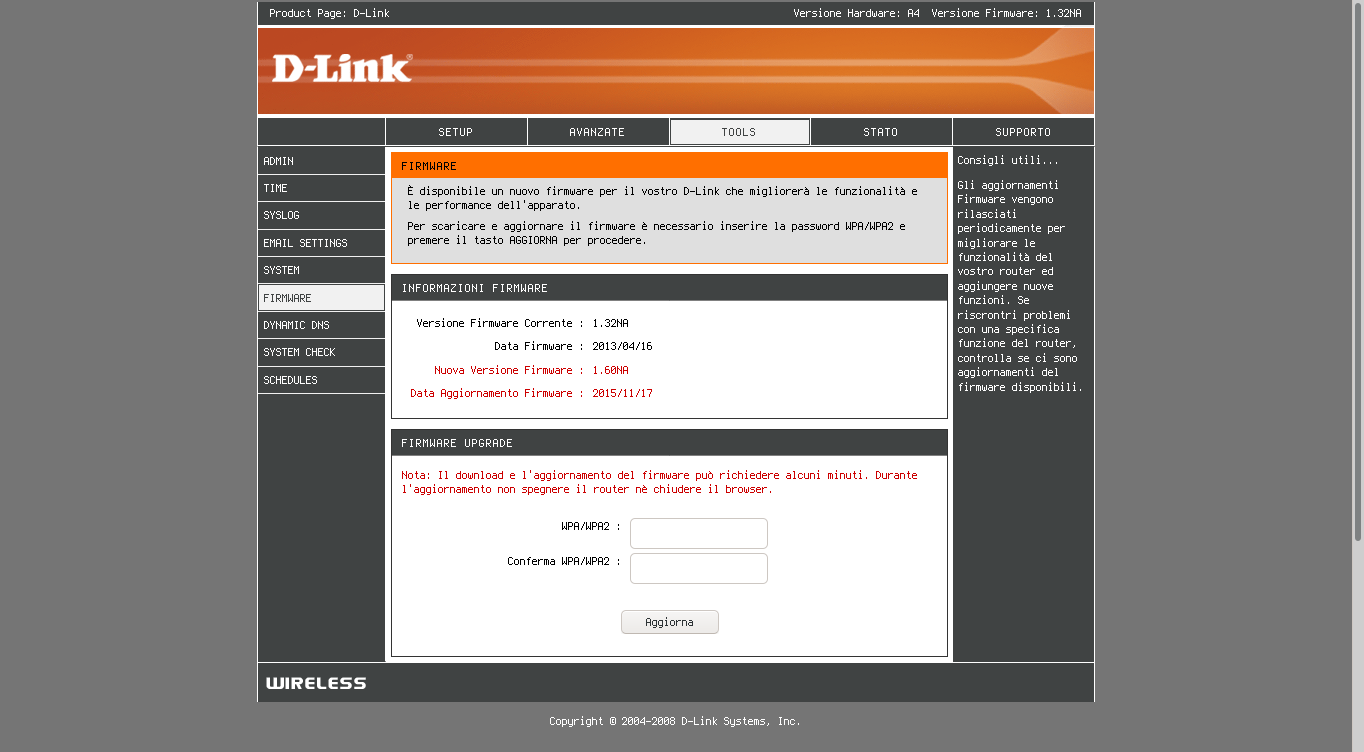 Product Page: D-Link
Versione Hardware: A4 Versione Firmware: 1.32NA
D-Link
SETUP
AVANZATE
TOOLS
STATO
SUPPORTO
ADMIN
TIME
SYSLOG
EMAIL SETTINGS
SYSTEM
FIRMWARE
DYNAMIC DNS
SYSTEM CHECK
SCHEDULES
FIRMWARE
È disponibile un nuovo firmware per il vostro D-Link che migliorerà le funzionalità e
le performance dell'apparato.
Per scaricare e aggiornare il firmware è necessario inserire la password WPA/WPA2 e
premere il tasto AGGIORNA per procedere.
INFORMAZIONI FIRMWARE
Versione Firmware Corrente : 1.32NA
Data Firmware : 2013/04/16
Nuova Versione Firmware : 1.60NA
Data Aggiornamento Firmware : 2015/11/17
FIRMWARE UPGRADE
Nota: Il download e l'aggiornamento del firmware può richiedere alcuni minuti. Durante
l'aggiornamento non spegnere il router nè chiudere il browser.
WPA/WPA2 :
Conferma WPA/WPA2 :
Aggiorna
Consigli utili...
Gli aggiornamenti
Firmware vengono
rilasciati
periodicamente per
migliorare le
funzionalità del
vostro router ed
aggiungere nuove
funzioni. Se
riscontri problemi
con una specifica
funzione del router,
controlla se ci sono
aggiornamenti del
firmware disponibili.
WIRELESS
Copyright © 2004-2008 D-Link Systems, Inc.